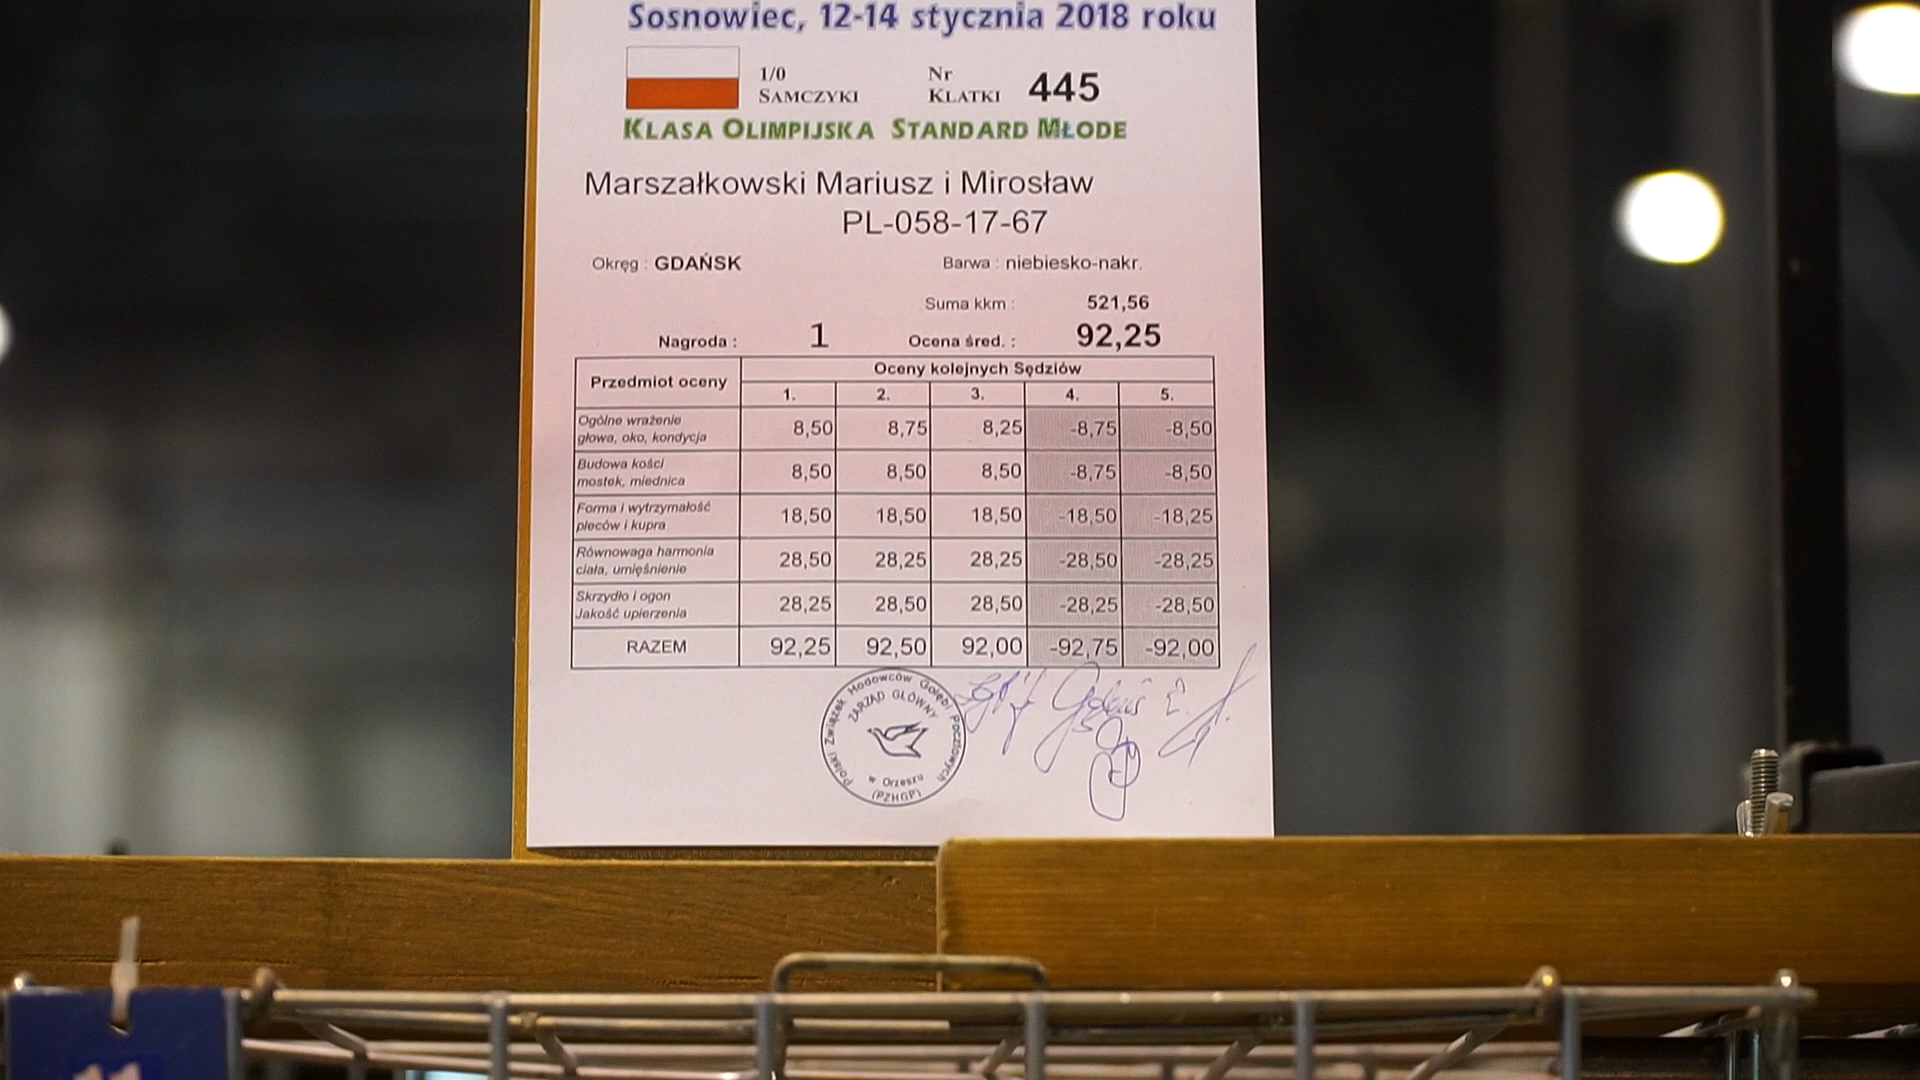 Sosnowiec, 12-14 stycznia 2018 roku
1/0 Nr
SAMCZYKI KLATKI 445
KLASA OLIMPIJSKA STANDARD MŁODE
Marszałkowski Mariusz i Mirosław
PL-058-17-67
Okręg : GDAŃSK Barwa : niebiesko-nakr.
Suma kkm : 521,56
Nagroda : 1 Ocena śred. : 92,25
Przedmiot oceny Oceny kolejnych Sędziów
1. 2. 3. 4. 5.
Ogólne wrażenie
głowa, oko, kondycja 8,50 8,75 8,25 -8,75 -8,50
Budowa kości
mostek, miednica 8,50 8,50 8,50 -8,75 -8,50
Forma i wytrzymałość
pleców i kupra 18,50 18,50 18,50 -18,50 -18,25
Równowaga harmonia
ciała, umięśnienie 28,50 28,25 28,25 -28,50 -28,25
Skrzydło i ogon
Jakość upierzenia 28,25 28,50 28,50 -28,25 -28,50
RAZEM 92,25 92,50 92,00 -92,75 -92,00
Polski Związek Hodowców Gołębi Pocztowych
ZARZĄD GŁÓWNY
w Orzeszu
(PZHGP)
11